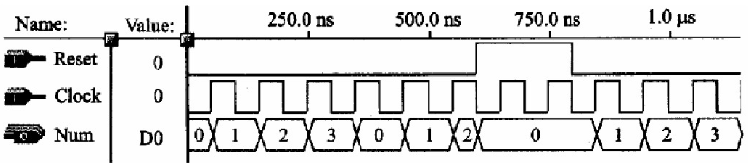 Name: Value: 250.0 ns 500.0 ns 750.0 ns 1.0 μs
Reset 0
Clock 0
Num D0 0 1 2 3 0 1 2 0 1 2 3